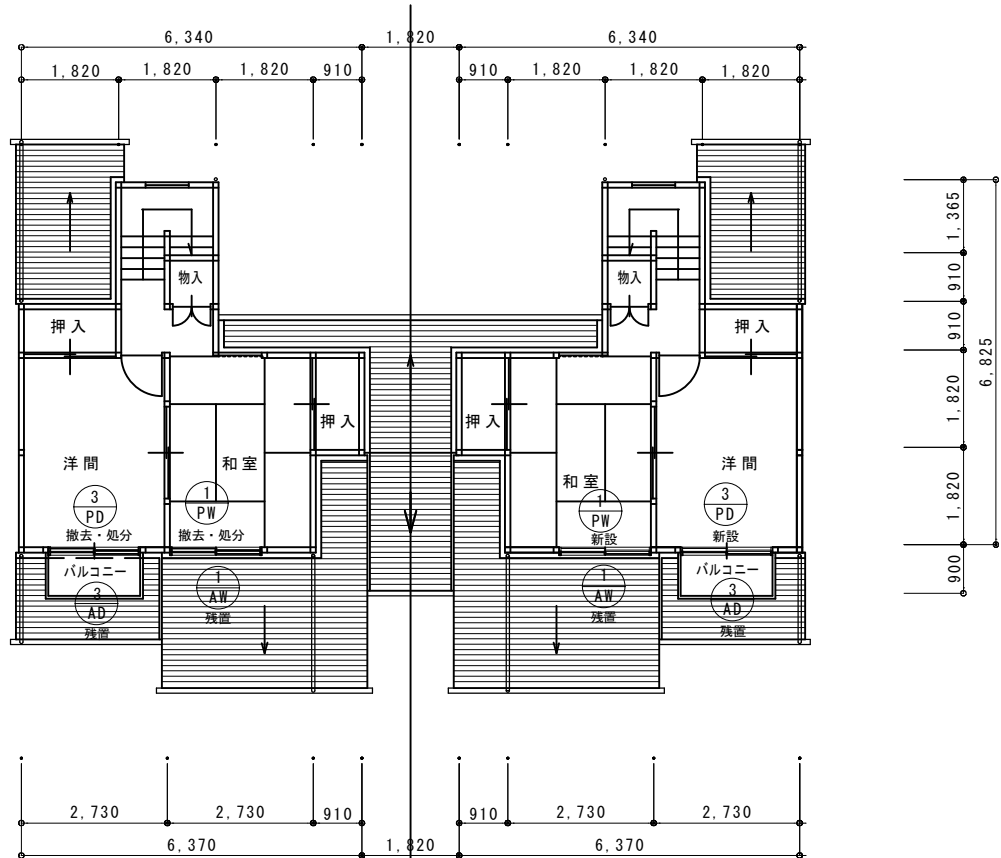 6,340 1,820 6,340
1,820 1,820 1,820 910 910 1,820 1,820 1,820
1,365
910
910
1,820
1,820
900
6,825
物入 物入
押入 押入
押入 押入
洋間 和室 和室 洋間
3
PD
撤去・処分
1
PW
撤去・処分
1
PW
新設
3
PD
新設
バルコニー バルコニー
3
AD
残置
1
AW
残置
1
AW
残置
3
AD
残置
2,730 2,730 910 910 2,730 2,730
6,370 1,820 6,370